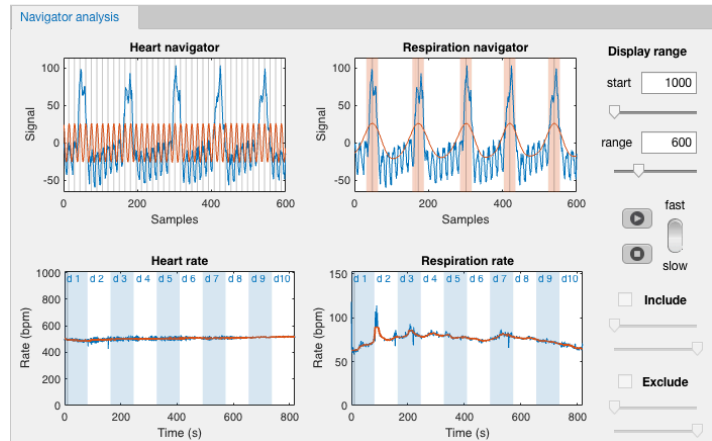 Navigator analysis
Heart navigator
100
50
0
-50
Signal
0 200 400 600
Samples
Respiration navigator
100
50
0
-50
Signal
0 200 400 600
Samples
Display range
start 1000
range 600
fast
slow
Heart rate
1000
800
600
400
200
0
Rate (bpm)
d 1 d 2 d 3 d 4 d 5 d 6 d 7 d 8 d 9 d10
0 200 400 600 800
Time (s)
Respiration rate
150
100
50
0
Rate (bpm)
d 1 d 2 d 3 d 4 d 5 d 6 d 7 d 8 d 9 d10
0 200 400 600 800
Time (s)
Include
Exclude